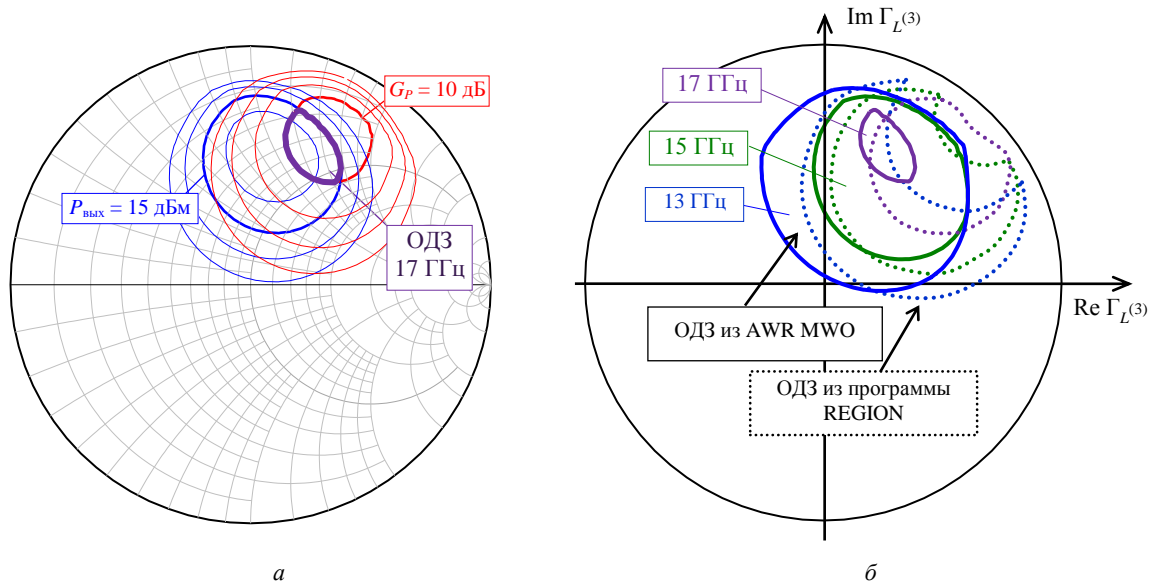 G_P = 10 дБ
P_вых = 15 дБм
ОДЗ
17 ГГц
а
Im Γ_L(3)
17 ГГц
15 ГГц
13 ГГц
Re Γ_L(3)
ОДЗ из AWR MWO
ОДЗ из программы
REGION
б